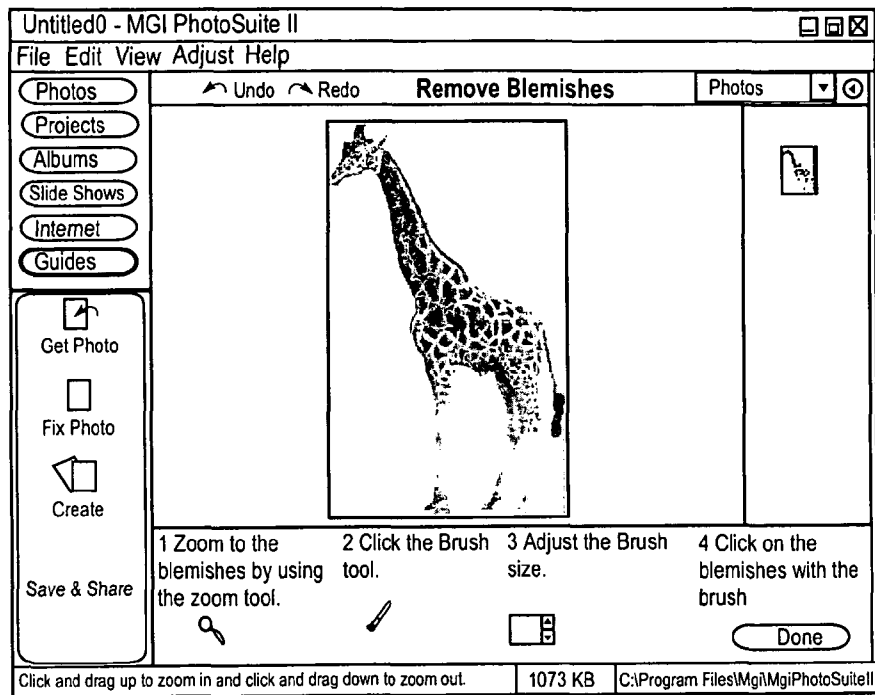 Untitled0 - MGI PhotoSuite II
File Edit View Adjust Help
Photos
Projects
Albums
Slide Shows
Internet
Guides
Undo Redo Remove Blemishes Photos
Get Photo
Fix Photo
Create
Save & Share
1 Zoom to the
blemishes by using
the zoom tool.
2 Click the Brush
tool.
3 Adjust the Brush
size.
4 Click on the
blemishes with the
brush
Done
Click and drag up to zoom in and click and drag down to zoom out. 1073 KB C:\Program Files\Mgi\MgiPhotoSuiteII